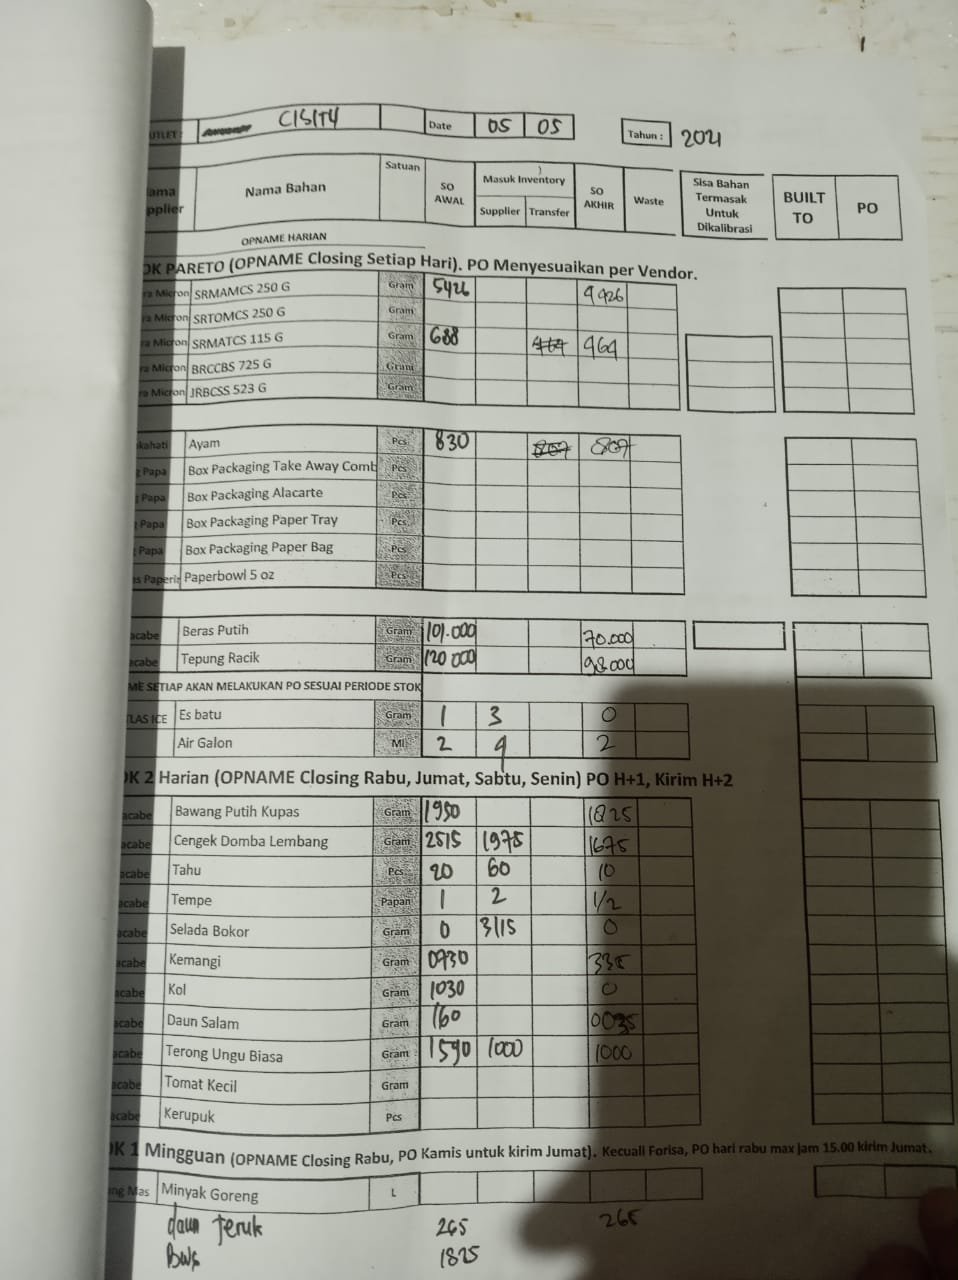 UTLET : CISITY Date 05 05 Tahun : 2021
ama pplier Nama Bahan Satuan SO AWAL Masuk Inventory Supplier Transfer SO AKHIR Waste Sisa Bahan Termasak Untuk Dikalibrasi BUILT TO PO
OPNAME HARIAN
OK PARETO (OPNAME Closing Setiap Hari). PO Menyesuaikan per Vendor.
ra Micron SRMAMCS 250 G Gram 5426 4926
ra Micron SRTOMCS 250 G Gram
ra Micron SRMATCS 115 G Gram 688 464 464
ra Micron BRCCBS 725 G Gram
ra Micron JRBCSS 523 G Gram
kahati Ayam Pcs 830 807 807
g Papa Box Packaging Take Away Comb Pcs
g Papa Box Packaging Alacarte Pcs
g Papa Box Packaging Paper Tray Pcs
g Papa Box Packaging Paper Bag Pcs
as Paperin Paperbowl 5 oz Pcs
acabe Beras Putih Gram 101.000 70.000
acabe Tepung Racik Gram 120 000 98 000
ME SETIAP AKAN MELAKUKAN PO SESUAI PERIODE STOK
LAS ICE Es batu Gram 1 3 0
Air Galon Ml 2 4 2
OK 2 Harian (OPNAME Closing Rabu, Jumat, Sabtu, Senin) PO H+1, Kirim H+2
acabe Bawang Putih Kupas Gram 1950 1825
acabe Cengek Domba Lembang Gram 2515 1975 1675
acabe Tahu Pcs 20 60 10
acabe Tempe Papan 1 2 1/2
acabe Selada Bokor Gram 0 3115 0
acabe Kemangi Gram 0930 335
acabe Kol Gram 1030 0
acabe Daun Salam Gram 160 0035
acabe Terong Ungu Biasa Gram 1590 1000 1000
acabe Tomat Kecil Gram
acabe Kerupuk Pcs
OK 1 Mingguan (OPNAME Closing Rabu, PO Kamis untuk kirim Jumat). Kecuali Forisa, PO hari rabu max jam 15.00 kirim Jumat.
ng Mas Minyak Goreng L
daun jeruk 265 265
1825